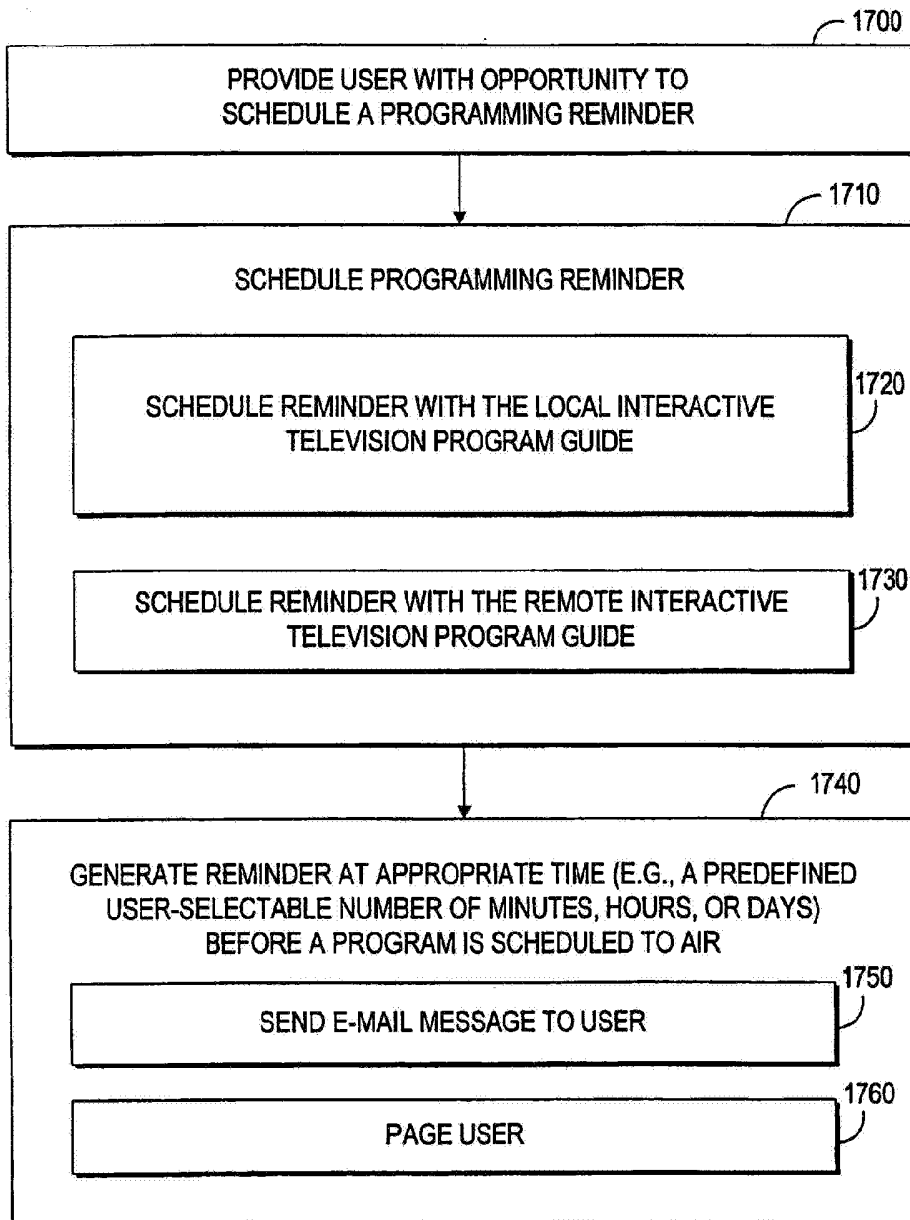 1700
PROVIDE USER WITH OPPORTUNITY TO
SCHEDULE A PROGRAMMING REMINDER
1710
SCHEDULE PROGRAMMING REMINDER
1720
SCHEDULE REMINDER WITH THE LOCAL INTERACTIVE
TELEVISION PROGRAM GUIDE
1730
SCHEDULE REMINDER WITH THE REMOTE INTERACTIVE
TELEVISION PROGRAM GUIDE
1740
GENERATE REMINDER AT APPROPRIATE TIME (E.G., A PREDEFINED
USER-SELECTABLE NUMBER OF MINUTES, HOURS, OR DAYS)
BEFORE A PROGRAM IS SCHEDULED TO AIR
1750
SEND E-MAIL MESSAGE TO USER
1760
PAGE USER